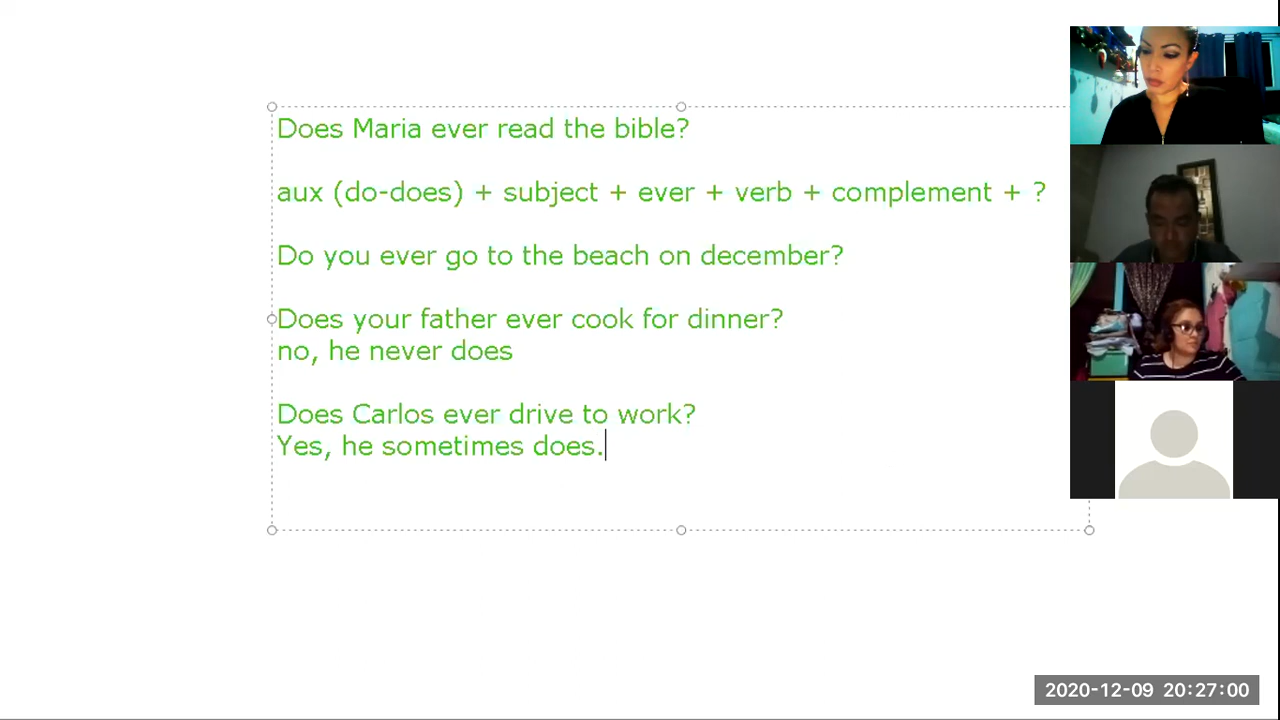 Does Maria ever read the bible?
aux (do-does) + subject + ever + verb + complement + ?
Do you ever go to the beach on december?
Does your father ever cook for dinner?
no, he never does
Does Carlos ever drive to work?
Yes, he sometimes does.
2020-12-09 20:27:00